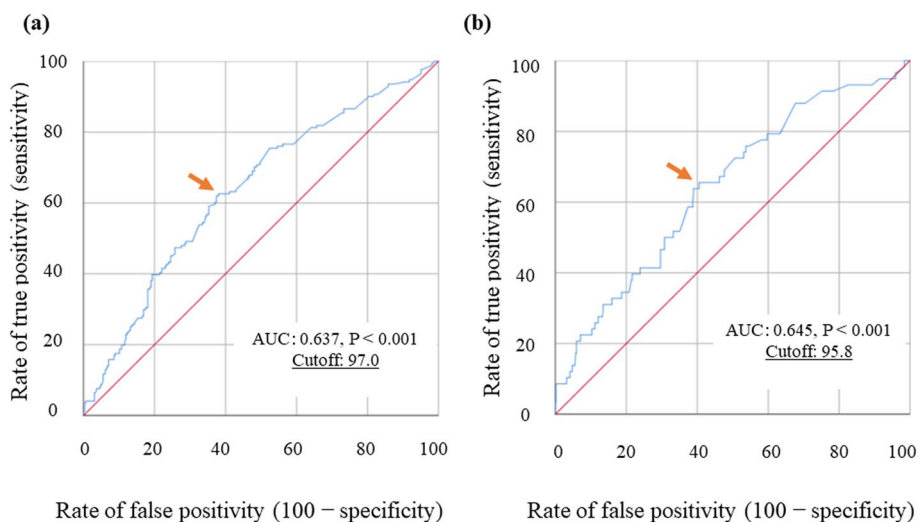 (a)
Rate of true positivity (sensitivity)
100
80
60
40
20
0
0 20 40 60 80 100
AUC: 0.637, P < 0.001
Cutoff: 97.0
Rate of false positivity (100 − specificity)
(b)
Rate of true positivity (sensitivity)
100
80
60
40
20
0
0 20 40 60 80 100
AUC: 0.645, P < 0.001
Cutoff: 95.8
Rate of false positivity (100 − specificity)